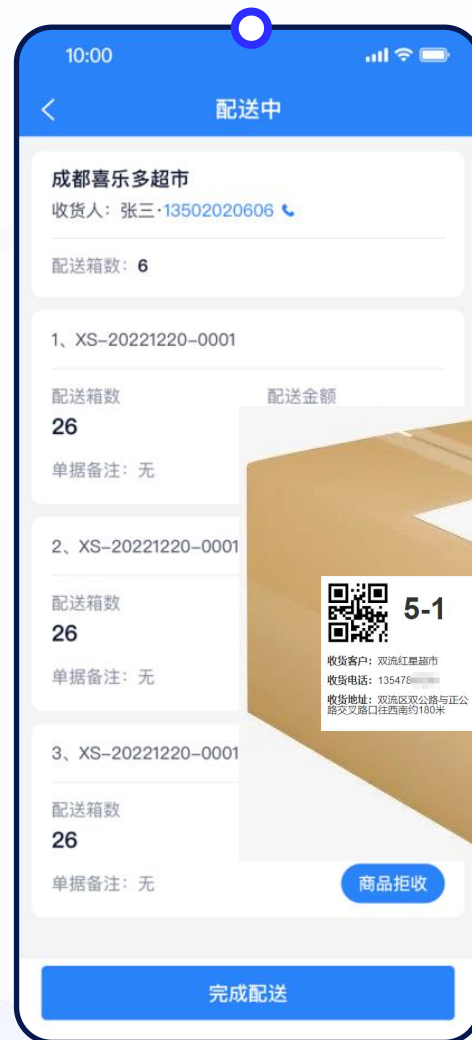 10:00
配送中
成都喜乐多超市
收货人：张三·13502020606
配送箱数：6
1、XS-20221220-0001
配送箱数 配送金额
26
单据备注：无
2、XS-20221220-0001
配送箱数
26
单据备注：无
5-1
收货客户：双流红星超市
收货电话：135478
收货地址：双流区双公路与正公
路交叉路口往西南约180米
3、XS-20221220-0001
配送箱数
26
单据备注：无
商品拒收
完成配送